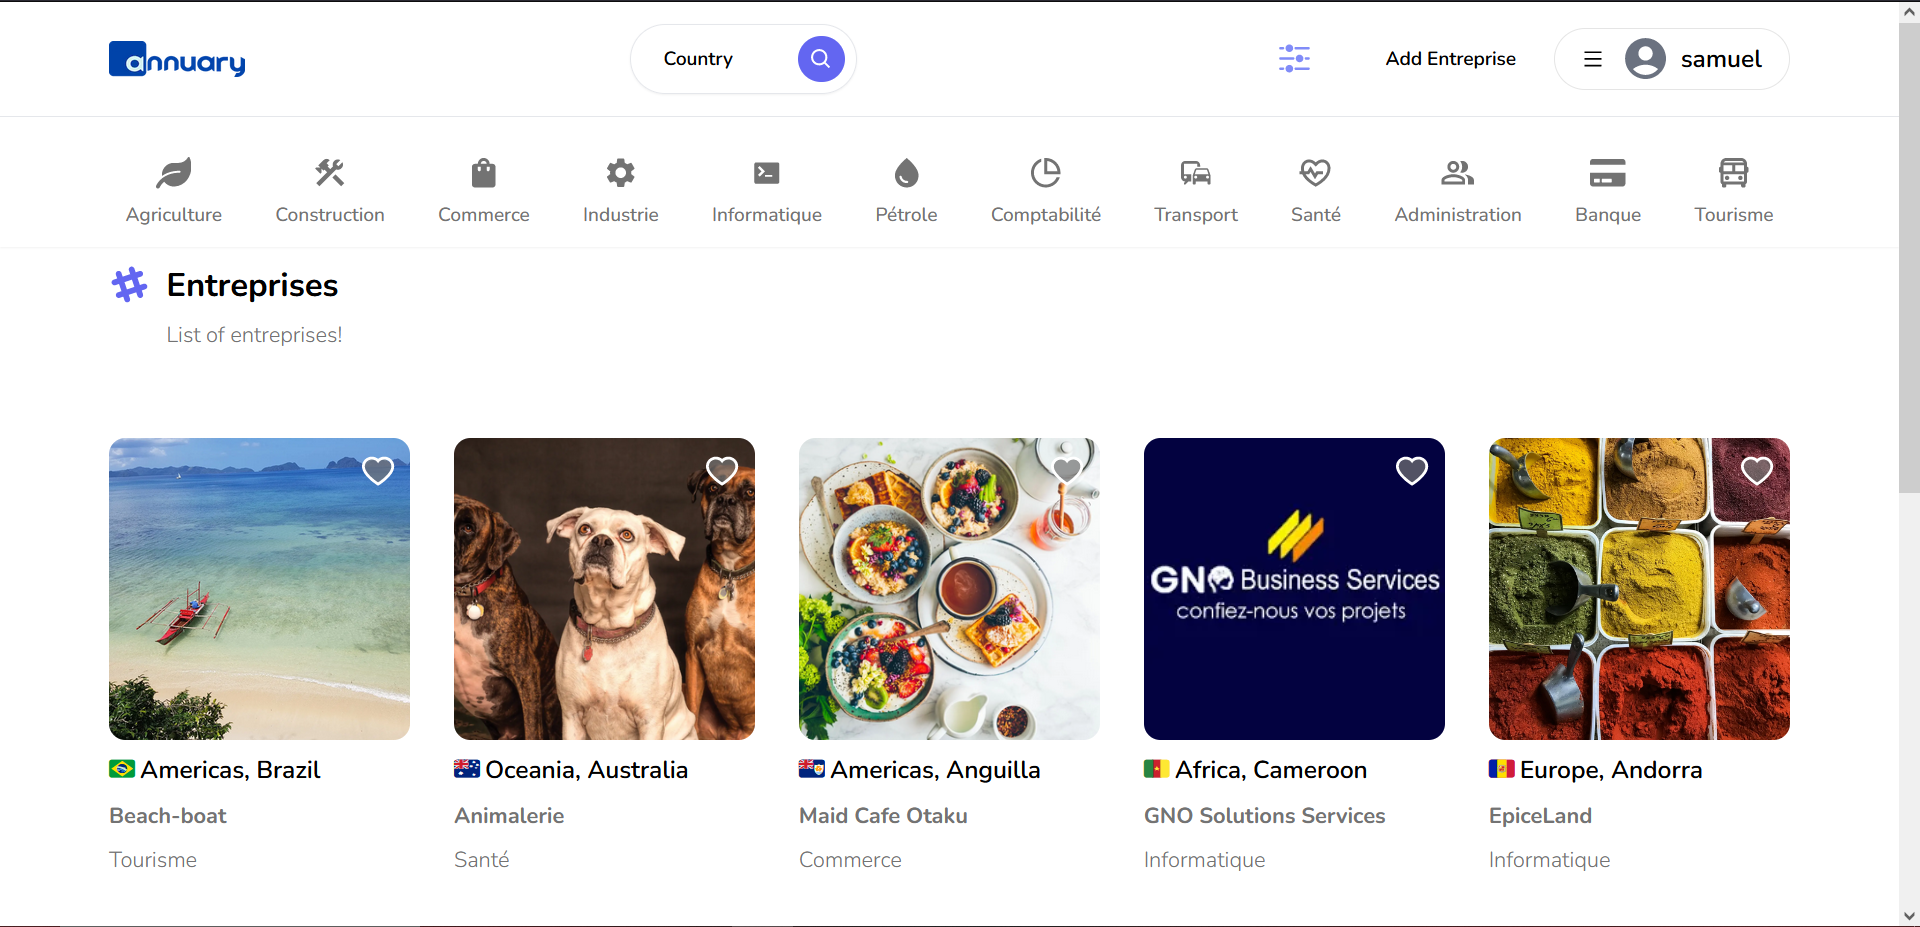 annuary
Country
Add Entreprise
samuel
Agriculture
Construction
Commerce
Industrie
Informatique
Pétrole
Comptabilité
Transport
Santé
Administration
Banque
Tourisme
Entreprises
List of entreprises!
GNO Business Services
confiez-nous vos projets
Americas, Brazil
Beach-boat
Tourisme
Oceania, Australia
Animalerie
Santé
Americas, Anguilla
Maid Cafe Otaku
Commerce
Africa, Cameroon
GNO Solutions Services
Informatique
Europe, Andorra
EpiceLand
Informatique